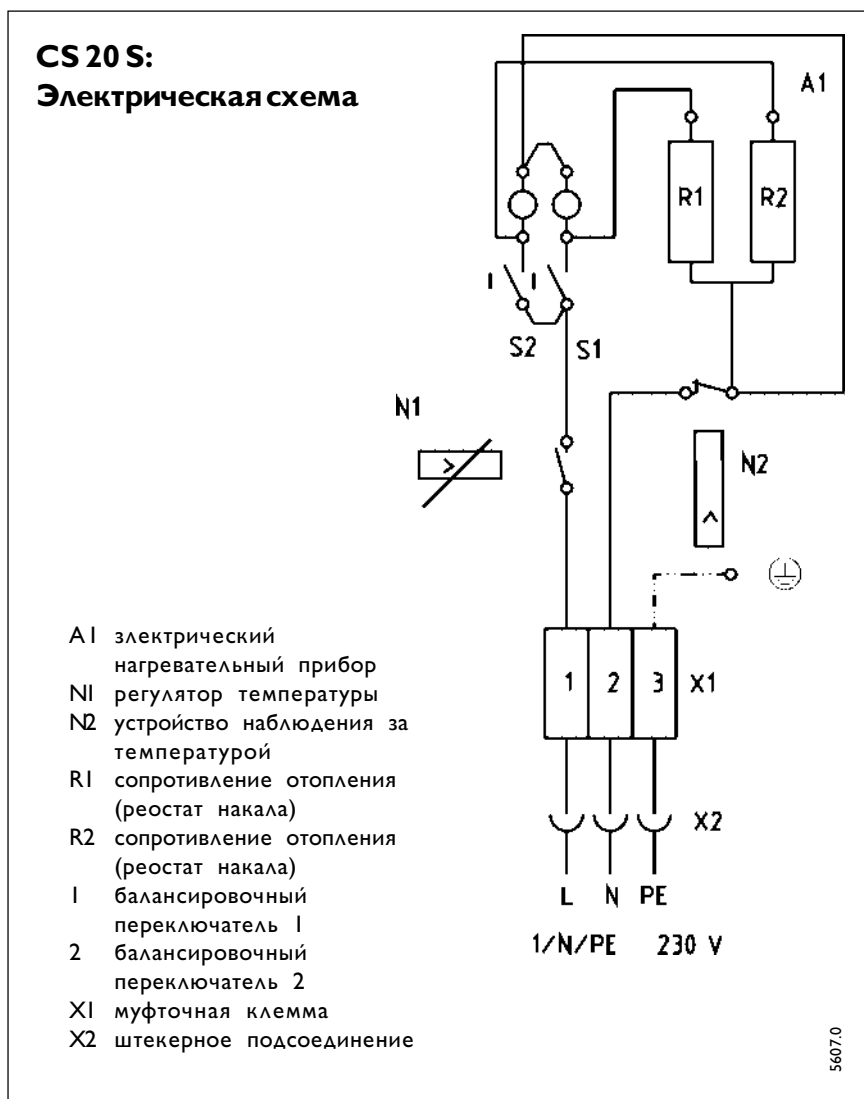 CS 20 S:
Электрическая схема
A1
R1 R2
S2 S1
N1
N2
1 2 3 X1
X2
L N PE
1/N/PE 230 V
A1 злектрический
нагревательный прибор
N1 регулятор температуры
N2 устройство наблюдения за
температурой
R1 сопротивление отопления
(реостат накала)
R2 сопротивление отопления
(реостат накала)
1 балансировочный
переключатель 1
2 балансировочный
переключатель 2
X1 муфточная клемма
X2 штекерное подсоединение
5607.0